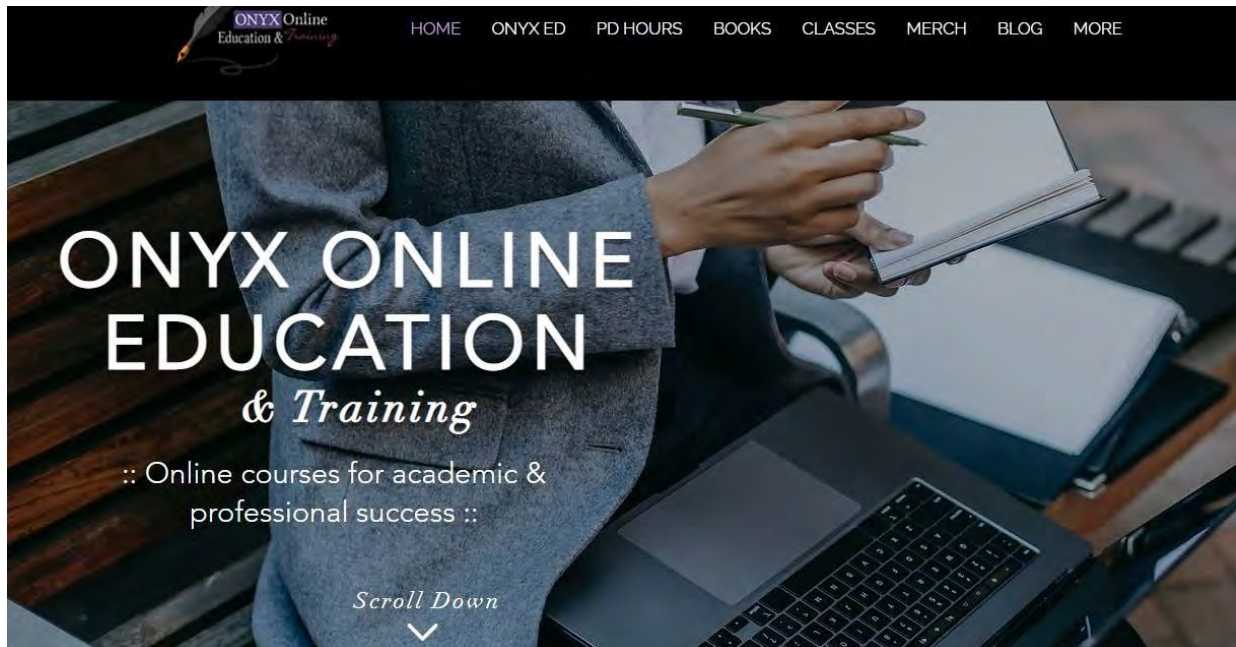 ONYX Online
Education & Training
HOME ONYX ED PD HOURS BOOKS CLASSES MERCH BLOG MORE
ONYX ONLINE
EDUCATION
& Training
:: Online courses for academic &
professional success ::
Scroll Down